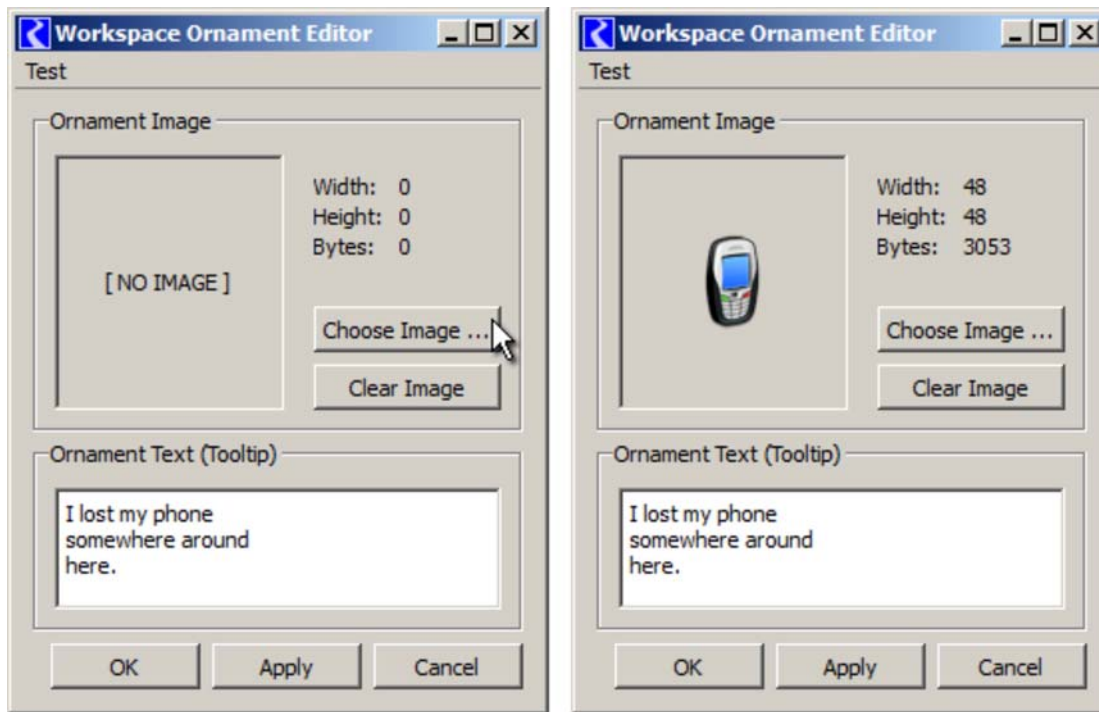 Workspace Ornament Editor
Test
Ornament Image
Width: 0
Height: 0
Bytes: 0
[ NO IMAGE ]
Choose Image ...
Clear Image
Ornament Text (Tooltip)
I lost my phone
somewhere around
here.
OK Apply Cancel
Workspace Ornament Editor
Test
Ornament Image
Width: 48
Height: 48
Bytes: 3053
Choose Image ...
Clear Image
Ornament Text (Tooltip)
I lost my phone
somewhere around
here.
OK Apply Cancel